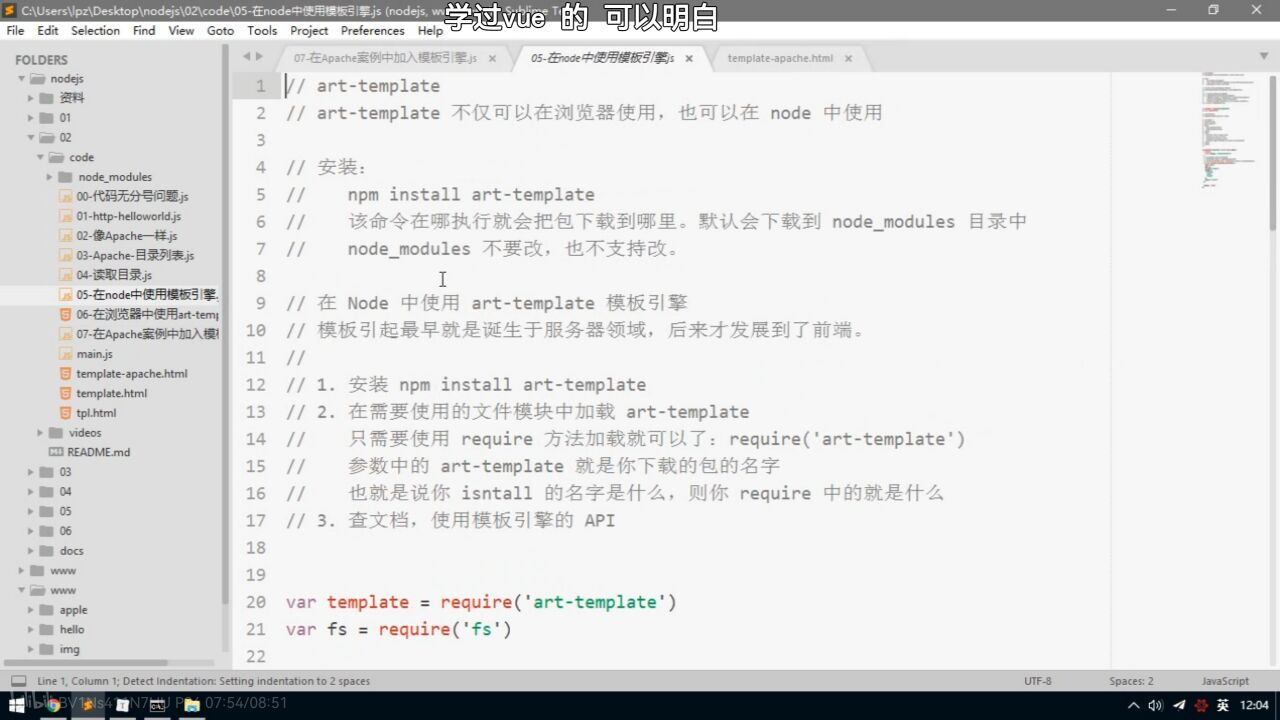 C:\Users\lpz\Desktop\nodejs\02\code\05-在node中使用模板引擎.js (nodejs,
学过vue 的 可以明白
File Edit Selection Find View Goto Tools Project Preferences Help
FOLDERS
nodejs
资料
01
02
code
node_modules
00-代码无分号问题.js
01-http-helloworld.js
02-像Apache一样.js
03-Apache-目录列表.js
04-读取目录.js
05-在node中使用模板引擎.
06-在浏览器中使用art-temp
07-在Apache案例中加入模板
main.js
template-apache.html
template.html
tpl.html
videos
README.md
03
04
05
06
docs
www
www
apple
hello
img
07-在Apache案例中加入模板引擎.js 05-在node中使用模板引擎.js template-apache.html
1 // art-template
2 // art-template 不仅可以在浏览器使用，也可以在 node 中使用
3
4 // 安装：
5 // npm install art-template
6 // 该命令在哪执行就会把包下载到哪里。默认会下载到 node_modules 目录中
7 // node_modules 不要改，也不支持改。
8
9 // 在 Node 中使用 art-template 模板引擎
10 // 模板引起最早就是诞生于服务器领域，后来才发展到了前端。
11 //
12 // 1. 安装 npm install art-template
13 // 2. 在需要使用的文件模块中加载 art-template
14 // 只需要使用 require 方法加载就可以了：require('art-template')
15 // 参数中的 art-template 就是你下载的包的名字
16 // 也就是说你 isntall 的名字是什么，则你 require 中的就是什么
17 // 3. 查文档，使用模板引擎的 API
18
19
20 var template = require('art-template')
21 var fs = require('fs')
22
Line 1, Column 1; Detect Indentation: Setting indentation to 2 spaces UTF-8 Spaces: 2 JavaScript
07:54/08:51
英 12:04